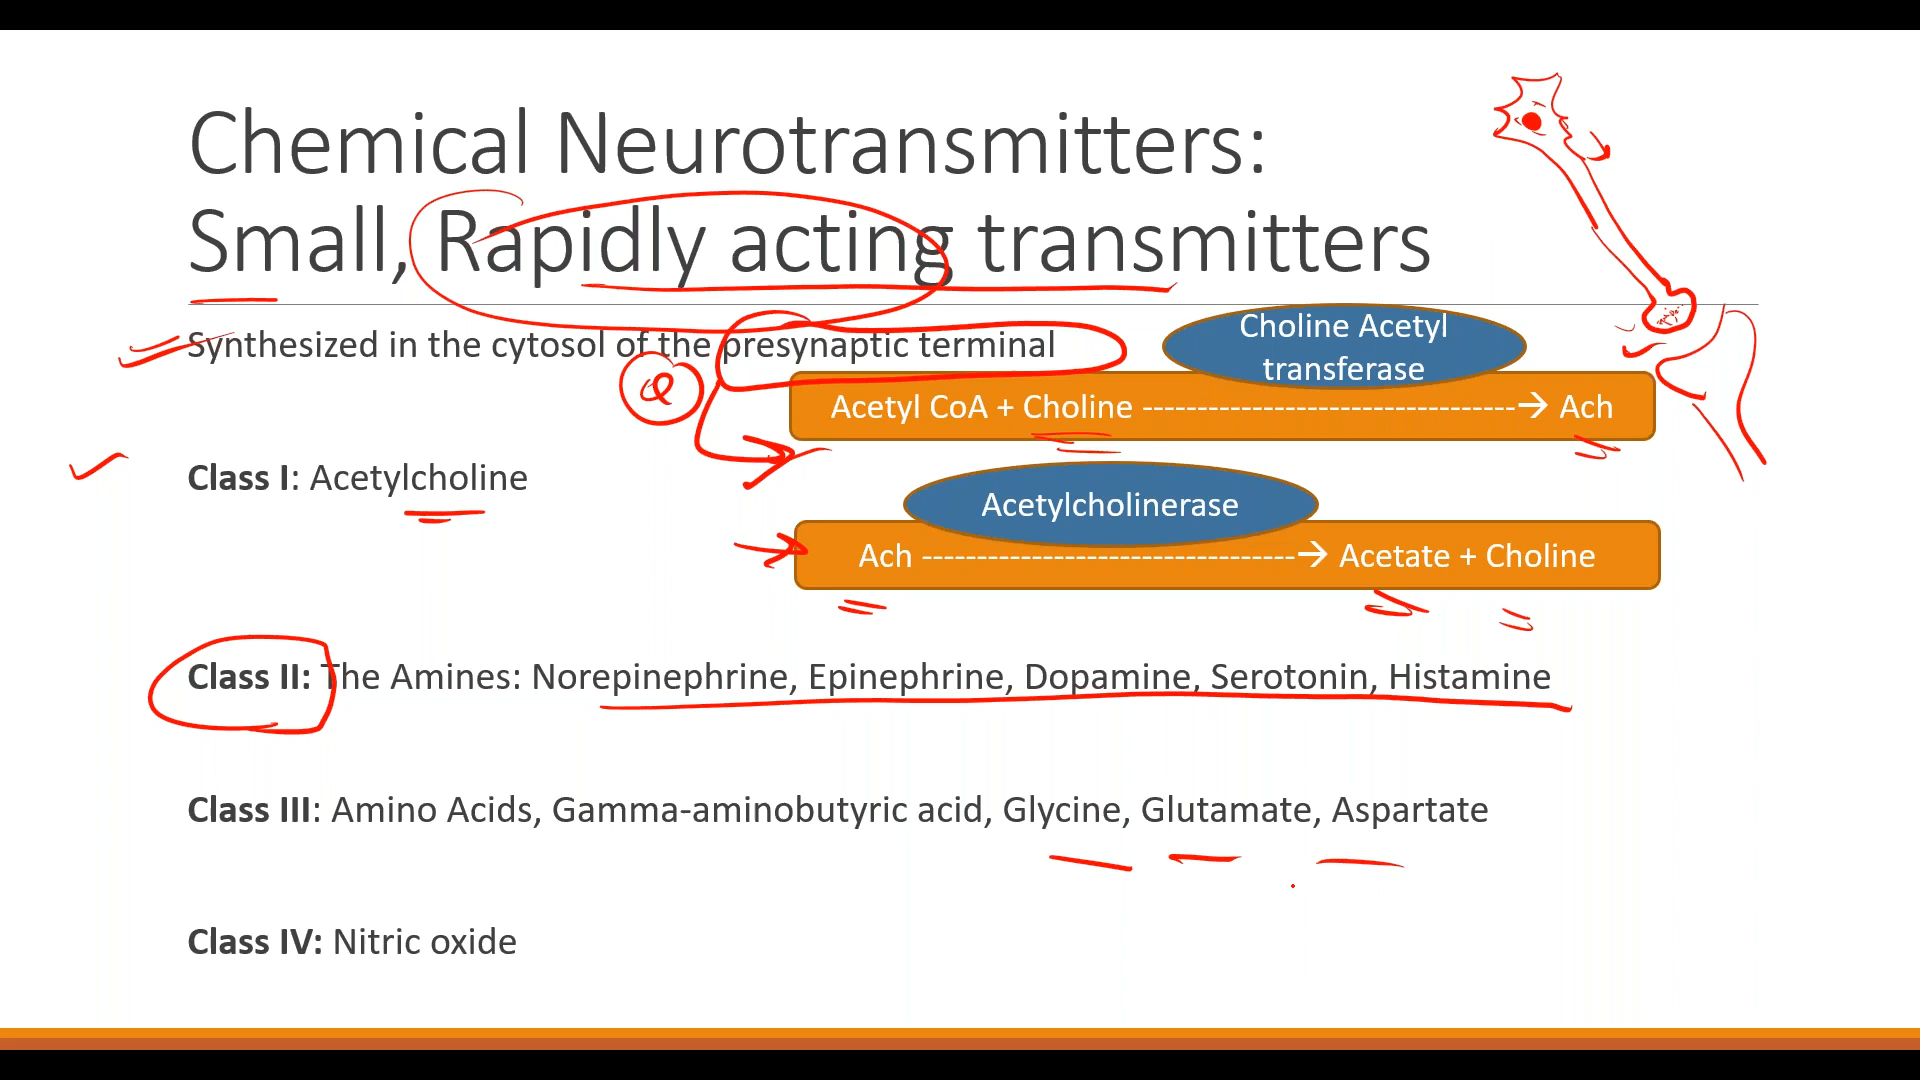 Chemical Neurotransmitters:
Small, Rapidly acting transmitters
Synthesized in the cytosol of the presynaptic terminal
Choline Acetyl
transferase
Acetyl CoA + Choline ----------------------------------→ Ach
Class I: Acetylcholine
Acetylcholinerase
Ach ----------------------------------→ Acetate + Choline
Class II: The Amines: Norepinephrine, Epinephrine, Dopamine, Serotonin, Histamine
Class III: Amino Acids, Gamma-aminobutyric acid, Glycine, Glutamate, Aspartate
Class IV: Nitric oxide